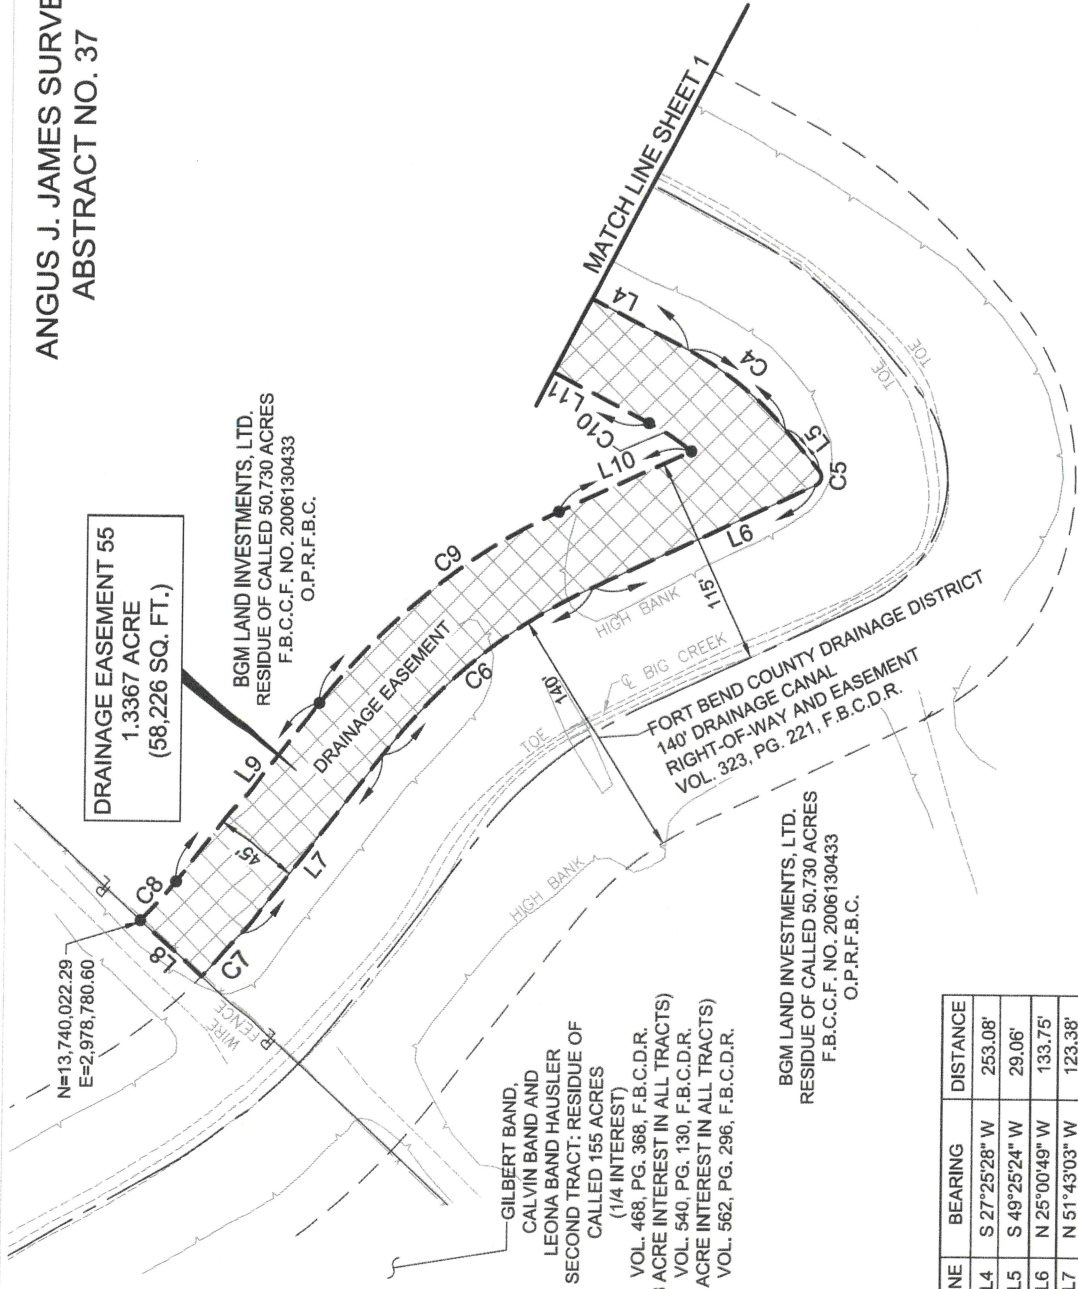 ANGUS J. JAMES SURVE
ABSTRACT NO. 37
MATCH LINE SHEET 1
DRAINAGE EASEMENT 55
1.3367 ACRE
(58,226 SQ. FT.)
BGM LAND INVESTMENTS, LTD.
RESIDUE OF CALLED 50.730 ACRES
F.B.C.C.F. NO. 2006130433
O.P.R.F.B.C.
L4
C4
L5
C5
L6
L11
C10
L10
C9
DRAINAGE EASEMENT
C6
L9
45'
L7
C8
L8
C7
TOE
TOE
TOE
115'
140'
HIGH BANK
HIGH BANK
℄ BIG CREEK
FORT BEND COUNTY DRAINAGE DISTRICT
140' DRAINAGE CANAL
RIGHT-OF-WAY AND EASEMENT
VOL. 323, PG. 221, F.B.C.D.R.
N=13,740,022.29
E=2,978,780.60
WIRE
FENCE
PL
PL
BGM LAND INVESTMENTS, LTD.
RESIDUE OF CALLED 50.730 ACRES
F.B.C.C.F. NO. 2006130433
O.P.R.F.B.C.
GILBERT BAND,
CALVIN BAND AND
LEONA BAND HAUSLER
SECOND TRACT: RESIDUE OF
CALLED 155 ACRES
(1/4 INTEREST)
VOL. 468, PG. 368, F.B.C.D.R.
ACRE INTEREST IN ALL TRACTS)
VOL. 540, PG. 130, F.B.C.D.R.
ACRE INTEREST IN ALL TRACTS)
VOL. 562, PG. 296, F.B.C.D.R.
NE BEARING DISTANCE
L4 S 27°25'28" W 253.08'
L5 S 49°25'24" W 29.06'
L6 N 25°00'49" W 133.75'
L7 N 51°43'03" W 123.38'